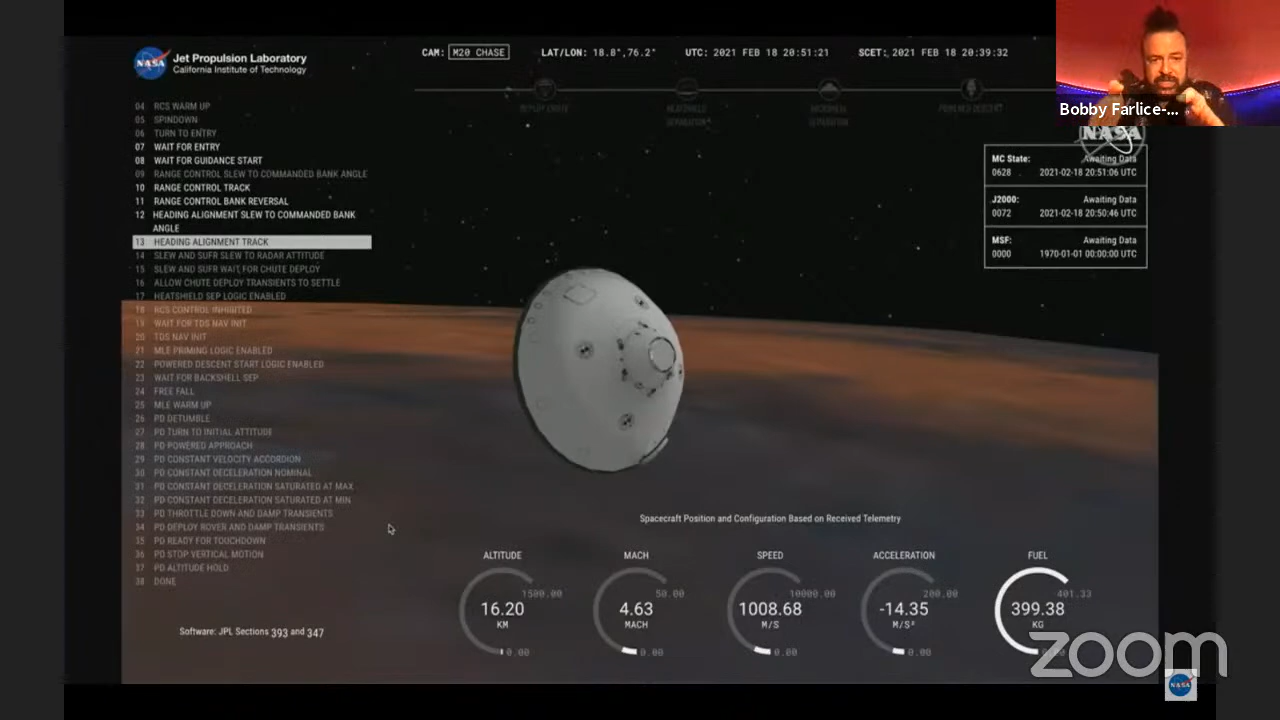 NASA
Jet Propulsion Laboratory
California Institute of Technology
CAM: M20 CHASE LAT/LON: 18.8°,76.2° UTC: 2021 FEB 18 20:51:21 SCET: 2021 FEB 18 20:39:32
Bobby Farlice-...
DEPLOY CHUTE
HEATSHIELD
SEPARATION
BACKSHELL
SEPARATION
POWERED DESCENT
NASA
04 RCS WARM UP
05 SPINDOWN
06 TURN TO ENTRY
07 WAIT FOR ENTRY
08 WAIT FOR GUIDANCE START
09 RANGE CONTROL SLEW TO COMMANDED BANK ANGLE
10 RANGE CONTROL TRACK
11 RANGE CONTROL BANK REVERSAL
12 HEADING ALIGNMENT SLEW TO COMMANDED BANK
ANGLE
13 HEADING ALIGNMENT TRACK
14 SLEW AND SUFR SLEW TO RADAR ATTITUDE
15 SLEW AND SUFR WAIT FOR CHUTE DEPLOY
16 ALLOW CHUTE DEPLOY TRANSIENTS TO SETTLE
17 HEATSHIELD SEP LOGIC ENABLED
18 RCS CONTROL INHIBITED
19 WAIT FOR TDS NAV INIT
20 TDS NAV INIT
21 MLE PRIMING LOGIC ENABLED
22 POWERED DESCENT START LOGIC ENABLED
23 WAIT FOR BACKSHELL SEP
24 FREE FALL
25 MLE WARM UP
26 PD DETUMBLE
27 PD TURN TO INITIAL ATTITUDE
28 PD POWERED APPROACH
29 PD CONSTANT VELOCITY ACCORDION
30 PD CONSTANT DECELERATION NOMINAL
31 PD CONSTANT DECELERATION SATURATED AT MAX
32 PD CONSTANT DECELERATION SATURATED AT MIN
33 PD THROTTLE DOWN AND DAMP TRANSIENTS
34 PD DEPLOY ROVER AND DAMP TRANSIENTS
35 PD READY FOR TOUCHDOWN
36 PD STOP VERTICAL MOTION
37 PD ALTITUDE HOLD
38 DONE
Software: JPL Sections 393 and 347
MC State: Awaiting Data
0628 2021-02-18 20:51:06 UTC
J2000: Awaiting Data
0072 2021-02-18 20:50:46 UTC
MSF: Awaiting Data
0000 1970-01-01 00:00:00 UTC
Spacecraft Position and Configuration Based on Received Telemetry
ALTITUDE MACH SPEED ACCELERATION FUEL
1500.00 50.00 10000.00 200.00 401.33
16.20 4.63 1008.68 -14.35 399.38
KM MACH M/S M/S² KG
0.00 0.00 0.00 0.00
zoom
NASA